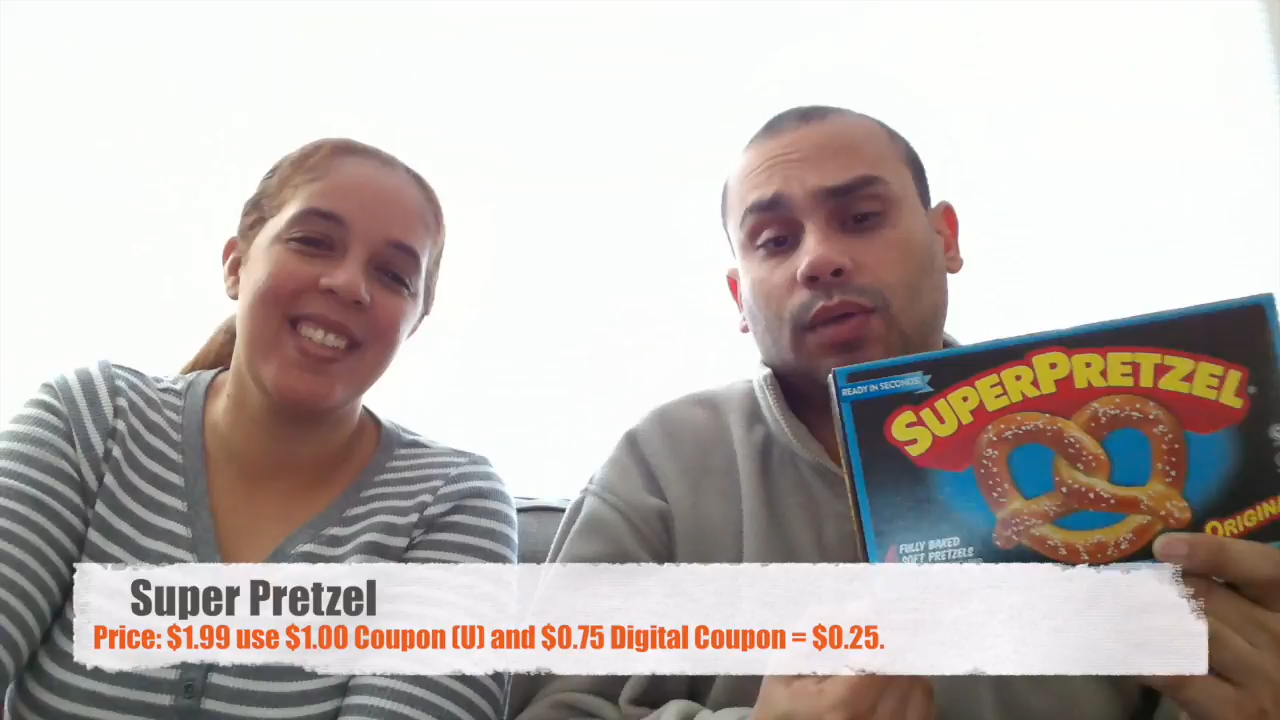 READY IN SECONDS
SUPERPRETZEL
FULLY BAKED
SOFT PRETZELS
Super Pretzel
Price: $1.99 use $1.00 Coupon (U) and $0.75 Digital Coupon = $0.25.